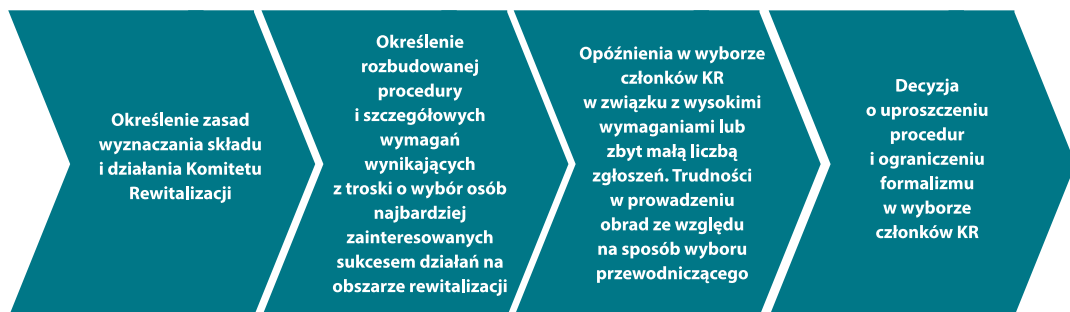 Określenie zasad
wyznaczania składu
i działania Komitetu
Rewitalizacji
Określenie
rozbudowanej
procedury
i szczegółowych
wymagań
wynikających
z troski o wybór osób
najbardziej
zainteresowanych
sukcesem działań na
obszarze rewitalizacji
Opóźnienia w wyborze
członków KR
w związku z wysokimi
wymaganiami lub
zbyt małą liczbą
zgłoszeń. Trudności
w prowadzeniu
obrad ze względu
na sposób wyboru
przewodniczącego
Decyzja
o uproszczeniu
procedur
i ograniczeniu
formalizmu
w wyborze
członków KR